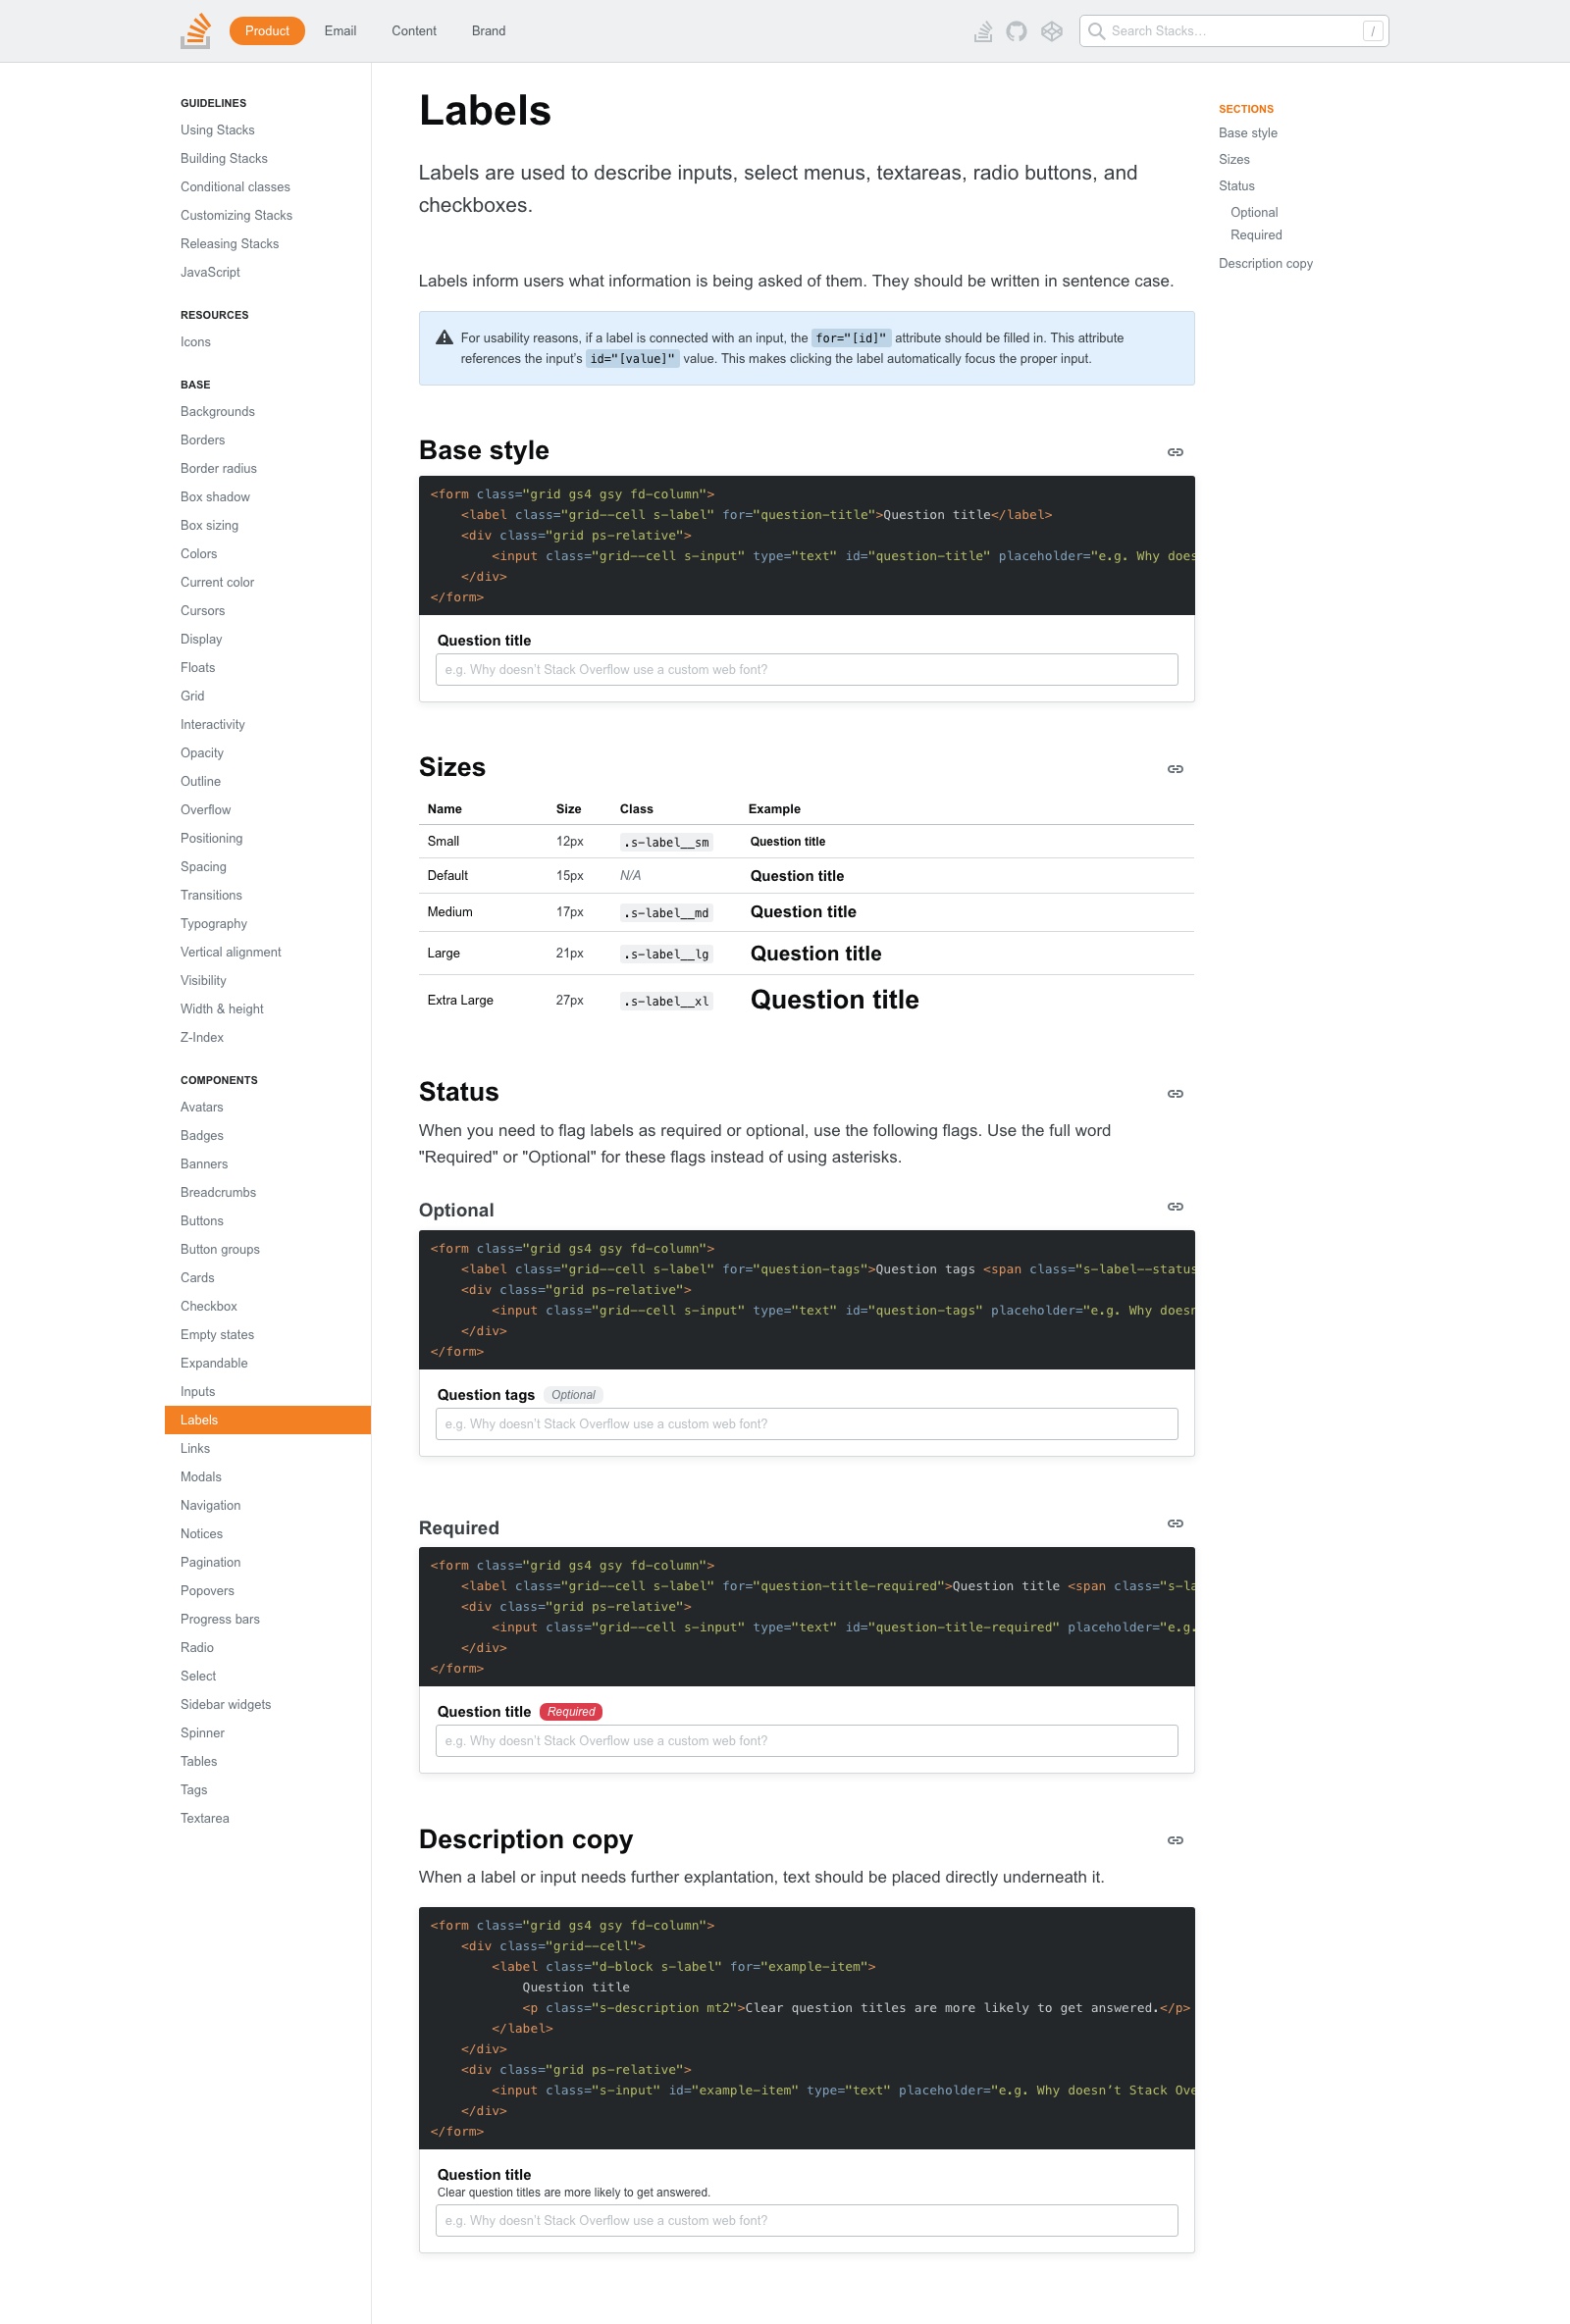 Product Email Content Brand
Search Stacks… /
GUIDELINES
Using Stacks
Building Stacks
Conditional classes
Customizing Stacks
Releasing Stacks
JavaScript
RESOURCES
Icons
BASE
Backgrounds
Borders
Border radius
Box shadow
Box sizing
Colors
Current color
Cursors
Display
Floats
Grid
Interactivity
Opacity
Outline
Overflow
Positioning
Spacing
Transitions
Typography
Vertical alignment
Visibility
Width & height
Z-Index
COMPONENTS
Avatars
Badges
Banners
Breadcrumbs
Buttons
Button groups
Cards
Checkbox
Empty states
Expandable
Inputs
Labels
Links
Modals
Navigation
Notices
Pagination
Popovers
Progress bars
Radio
Select
Sidebar widgets
Spinner
Tables
Tags
Textarea
Labels
Labels are used to describe inputs, select menus, textareas, radio buttons, and
checkboxes.
Labels inform users what information is being asked of them. They should be written in sentence case.
For usability reasons, if a label is connected with an input, the for="[id]" attribute should be filled in. This attribute
references the input’s id="[value]" value. This makes clicking the label automatically focus the proper input.
Base style
<form class="grid gs4 gsy fd-column">
<label class="grid--cell s-label" for="question-title">Question title</label>
<div class="grid ps-relative">
<input class="grid--cell s-input" type="text" id="question-title" placeholder="e.g. Why does
</div>
</form>
Question title
e.g. Why doesn’t Stack Overflow use a custom web font?
Sizes
Name Size Class Example
Small 12px .s-label__sm Question title
Default 15px N/A Question title
Medium 17px .s-label__md Question title
Large 21px .s-label__lg Question title
Extra Large 27px .s-label__xl Question title
Status
When you need to flag labels as required or optional, use the following flags. Use the full word
"Required" or "Optional" for these flags instead of using asterisks.
Optional
<form class="grid gs4 gsy fd-column">
<label class="grid--cell s-label" for="question-tags">Question tags <span class="s-label--status
<div class="grid ps-relative">
<input class="grid--cell s-input" type="text" id="question-tags" placeholder="e.g. Why doesn
</div>
</form>
Question tags Optional
e.g. Why doesn’t Stack Overflow use a custom web font?
Required
<form class="grid gs4 gsy fd-column">
<label class="grid--cell s-label" for="question-title-required">Question title <span class="s-la
<div class="grid ps-relative">
<input class="grid--cell s-input" type="text" id="question-title-required" placeholder="e.g.
</div>
</form>
Question title Required
e.g. Why doesn’t Stack Overflow use a custom web font?
Description copy
When a label or input needs further explantation, text should be placed directly underneath it.
<form class="grid gs4 gsy fd-column">
<div class="grid--cell">
<label class="d-block s-label" for="example-item">
Question title
<p class="s-description mt2">Clear question titles are more likely to get answered.</p>
</label>
</div>
<div class="grid ps-relative">
<input class="s-input" id="example-item" type="text" placeholder="e.g. Why doesn’t Stack Ove
</div>
</form>
Question title
Clear question titles are more likely to get answered.
e.g. Why doesn’t Stack Overflow use a custom web font?
SECTIONS
Base style
Sizes
Status
Optional
Required
Description copy